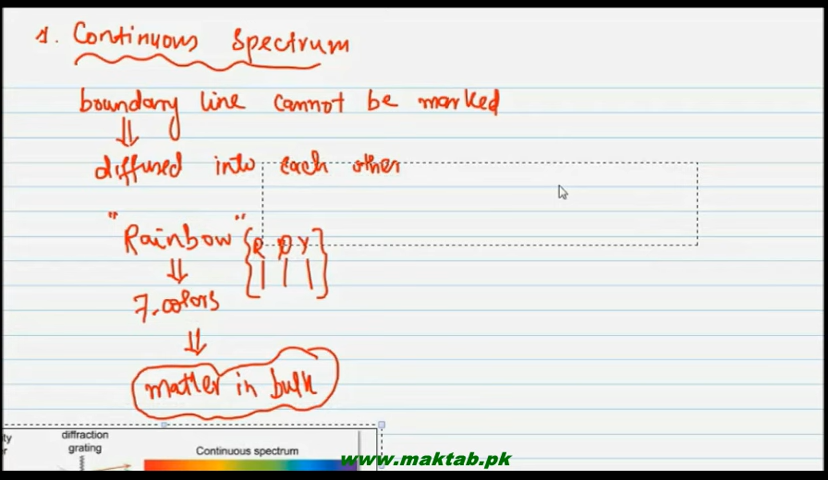 1. Continuous Spectrum
boundary line cannot be marked
⇓
diffused into each other
"Rainbow" { R O Y }
⇓
7.colors
⇓
matter in bulk
ty diffraction
r grating
Continuous spectrum
www.maktab.pk